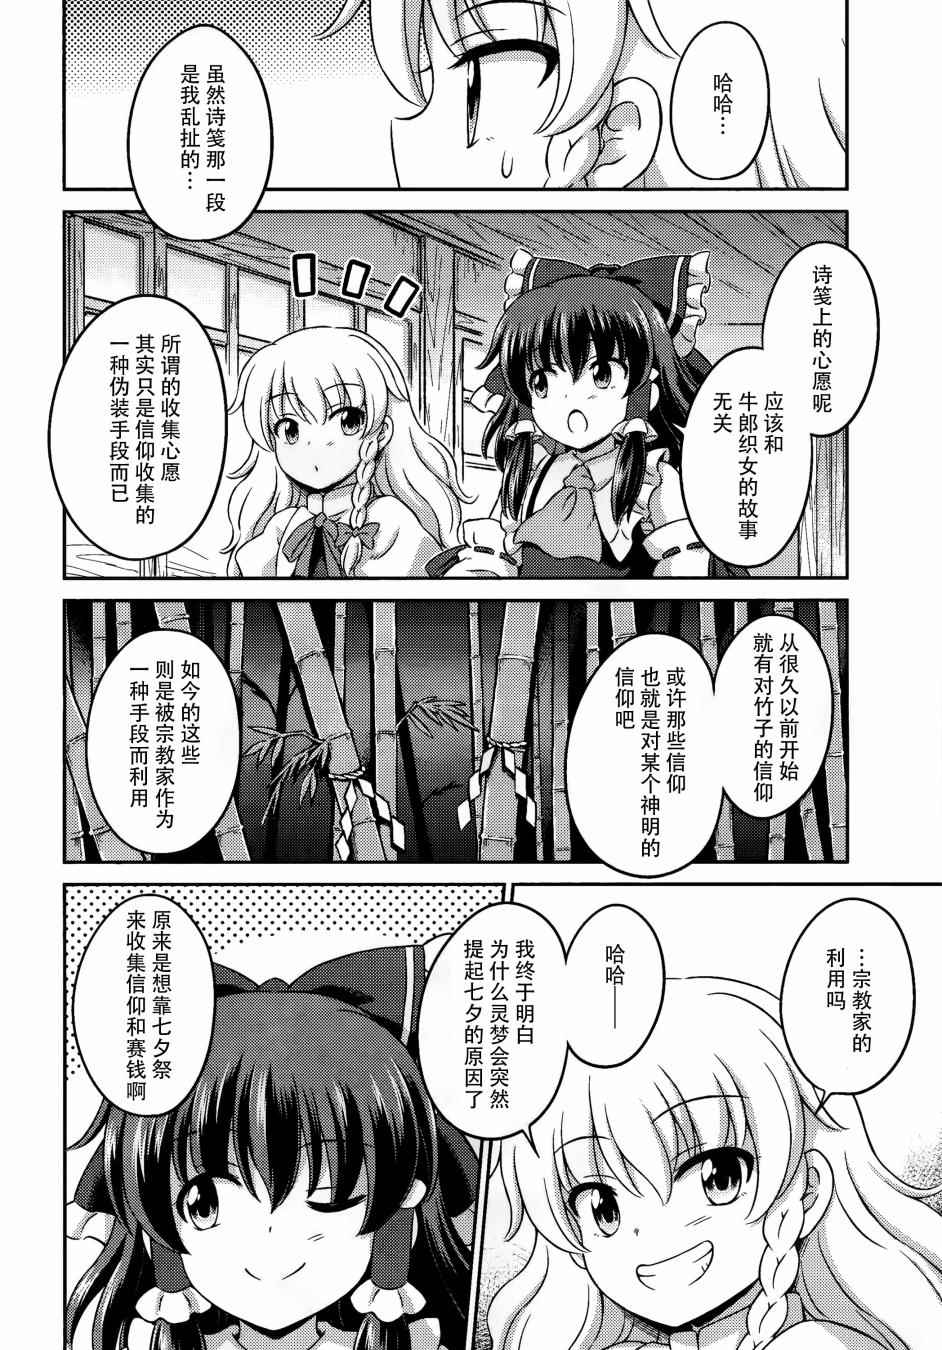 哈哈…
虽然诗笺那一段
是我乱扯的…
诗笺上的心愿呢
应该和
牛郎织女的故事
无关
所谓的收集心愿
其实只是信仰收集的
一种伪装手段而已
从很久以前开始
就有对竹子的信仰
或许那些信仰
也就是对某个神明的
信仰吧
如今的这些
则是被宗教家作为
一种手段而利用
…宗教家的
利用吗
哈哈——
我终于明白
为什么灵梦会突然
提起七夕的原因了
原来是想靠七夕祭
来收集信仰和赛钱啊